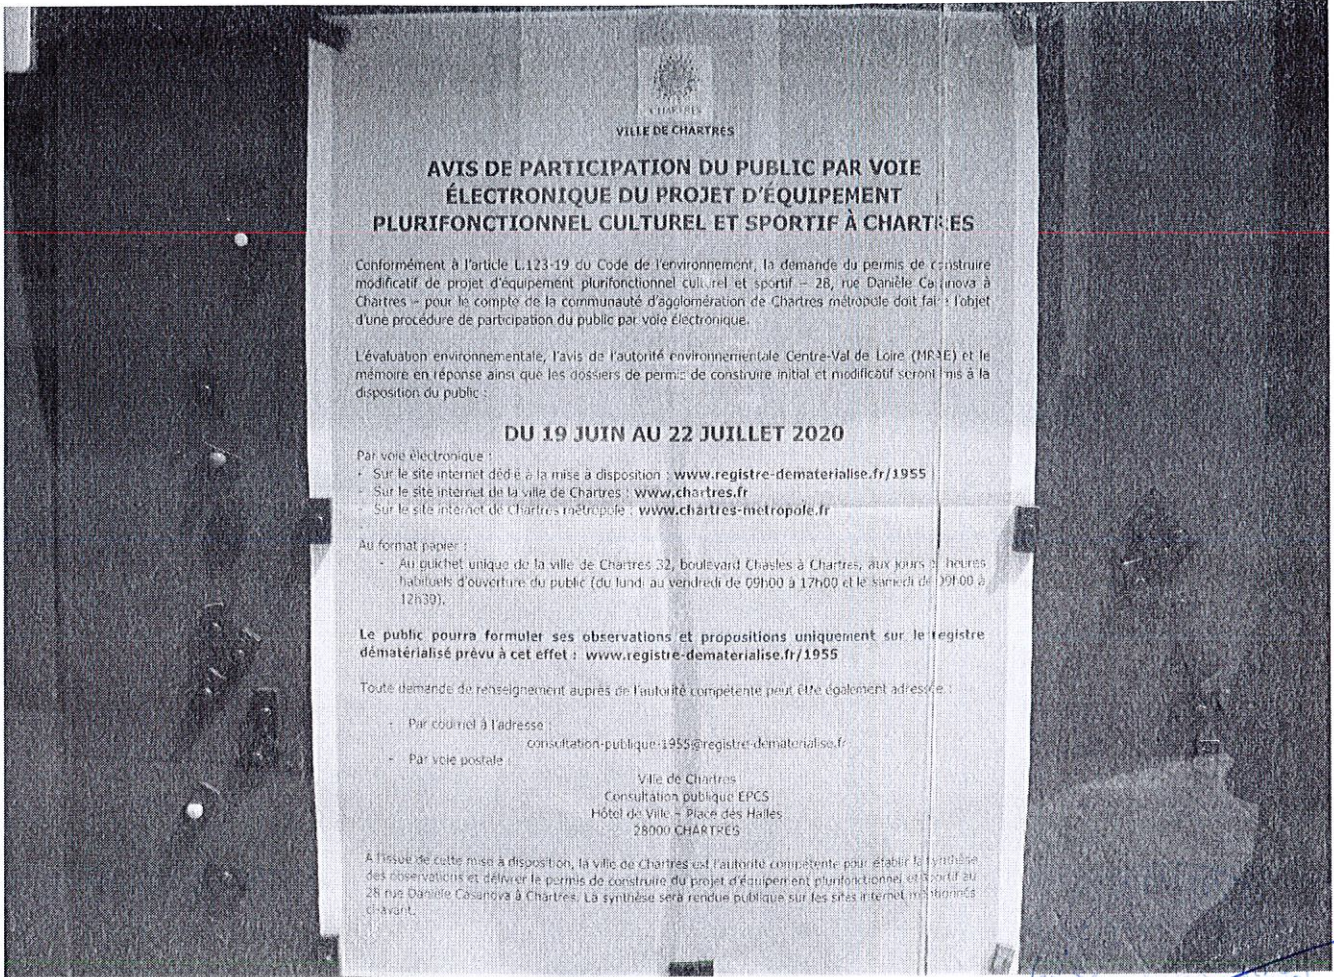 CHARTRES
VILLE DE CHARTRES
AVIS DE PARTICIPATION DU PUBLIC PAR VOIE
ÉLECTRONIQUE DU PROJET D'ÉQUIPEMENT
PLURIFONCTIONNEL CULTUREL ET SPORTIF À CHARTRES
Conformément à l'article L.123-19 du Code de l'environnement, la demande du permis de construire
modificatif de projet d'équipement plurifonctionnel culturel et sportif – 28, rue Danièle Casanova à
Chartres – pour le compte de la communauté d'agglomération de Chartres métropole doit faire l'objet
d'une procédure de participation du public par voie électronique.
L'évaluation environnementale, l'avis de l'autorité environnementale Centre-Val de Loire (MRAE) et le
mémoire en réponse ainsi que les dossiers de permis de construire initial et modificatif seront mis à la
disposition du public :
DU 19 JUIN AU 22 JUILLET 2020
Par voie électronique :
- Sur le site internet dédié à la mise à disposition : www.registre-dematerialise.fr/1955
- Sur le site internet de la ville de Chartres : www.chartres.fr
- Sur le site internet de Chartres métropole : www.chartres-metropole.fr
Au format papier :
- Au guichet unique de la ville de Chartres 32, boulevard Chasles à Chartres, aux jours et heures
habituels d'ouverture du public (du lundi au vendredi de 09h00 à 17h00 et le samedi de 09h00 à
12h30).
Le public pourra formuler ses observations et propositions uniquement sur le registre
dématérialisé prévu à cet effet : www.registre-dematerialise.fr/1955
Toute demande de renseignement auprès de l'autorité compétente peut être également adressée :
- Par courriel à l'adresse :
consultation-publique-1955@registre-dematerialise.fr
- Par voie postale :
Ville de Chartres
Consultation publique EPCS
Hôtel de Ville – Place des Halles
28000 CHARTRES
A l'issue de cette mise à disposition, la ville de Chartres est l'autorité compétente pour établir la synthèse
des observations et délivrer le permis de construire du projet d'équipement plurifonctionnel et sportif au
28 rue Danièle Casanova à Chartres. La synthèse sera rendue publique sur les sites internet mentionnés
ci-avant.